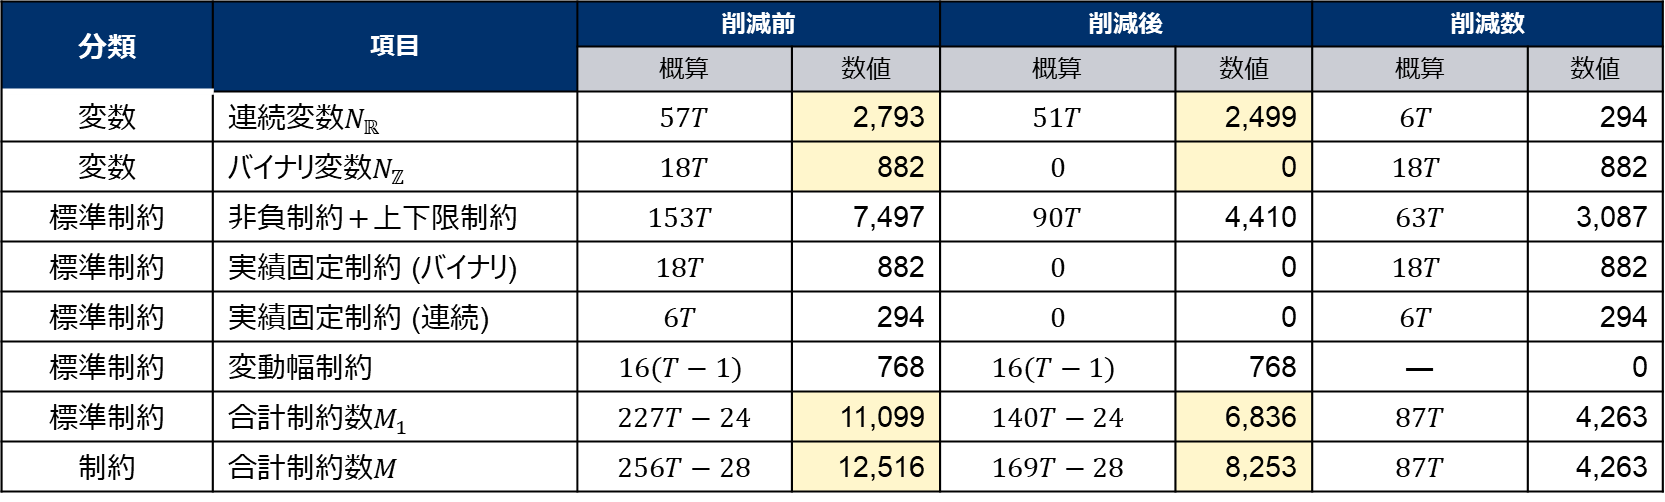 分類 項目 削減前 削減後 削減数
概算 数値 概算 数値 概算 数値
変数 連続変数N_ℝ 57T 2,793 51T 2,499 6T 294
変数 バイナリ変数N_ℤ 18T 882 0 0 18T 882
標準制約 非負制約＋上下限制約 153T 7,497 90T 4,410 63T 3,087
標準制約 実績固定制約 (バイナリ) 18T 882 0 0 18T 882
標準制約 実績固定制約 (連続) 6T 294 0 0 6T 294
標準制約 変動幅制約 16(T − 1) 768 16(T − 1) 768 — 0
標準制約 合計制約数M₁ 227T − 24 11,099 140T − 24 6,836 87T 4,263
制約 合計制約数M 256T − 28 12,516 169T − 28 8,253 87T 4,263